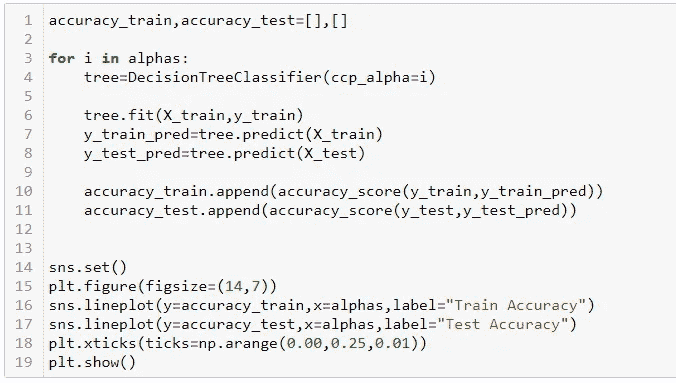 1 accuracy_train,accuracy_test=[],[]
2
3 for i in alphas:
4     tree=DecisionTreeClassifier(ccp_alpha=i)
5
6     tree.fit(X_train,y_train)
7     y_train_pred=tree.predict(X_train)
8     y_test_pred=tree.predict(X_test)
9
10     accuracy_train.append(accuracy_score(y_train,y_train_pred))
11     accuracy_test.append(accuracy_score(y_test,y_test_pred))
12
13
14 sns.set()
15 plt.figure(figsize=(14,7))
16 sns.lineplot(y=accuracy_train,x=alphas,label="Train Accuracy")
17 sns.lineplot(y=accuracy_test,x=alphas,label="Test Accuracy")
18 plt.xticks(ticks=np.arange(0.00,0.25,0.01))
19 plt.show()